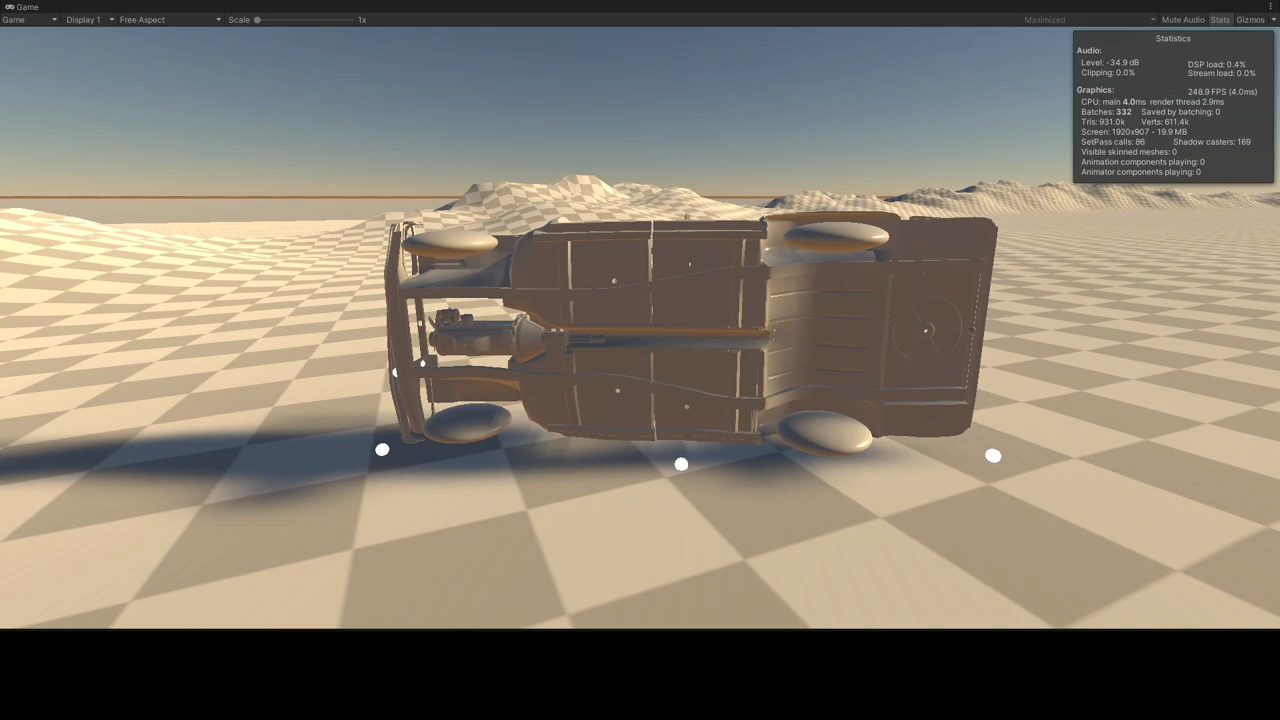 Game
Game Display 1 Free Aspect Scale 1x Maximized Mute Audio Stats Gizmos
Statistics
Audio:
Level: -34.9 dB DSP load: 0.4%
Clipping: 0.0% Stream load: 0.0%
Graphics: 248.9 FPS (4.0ms)
CPU: main 4.0ms render thread 2.9ms
Batches: 332 Saved by batching: 0
Tris: 931.0k Verts: 611.4k
Screen: 1920x907 - 19.9 MB
SetPass calls: 86 Shadow casters: 169
Visible skinned meshes: 0
Animation components playing: 0
Animator components playing: 0